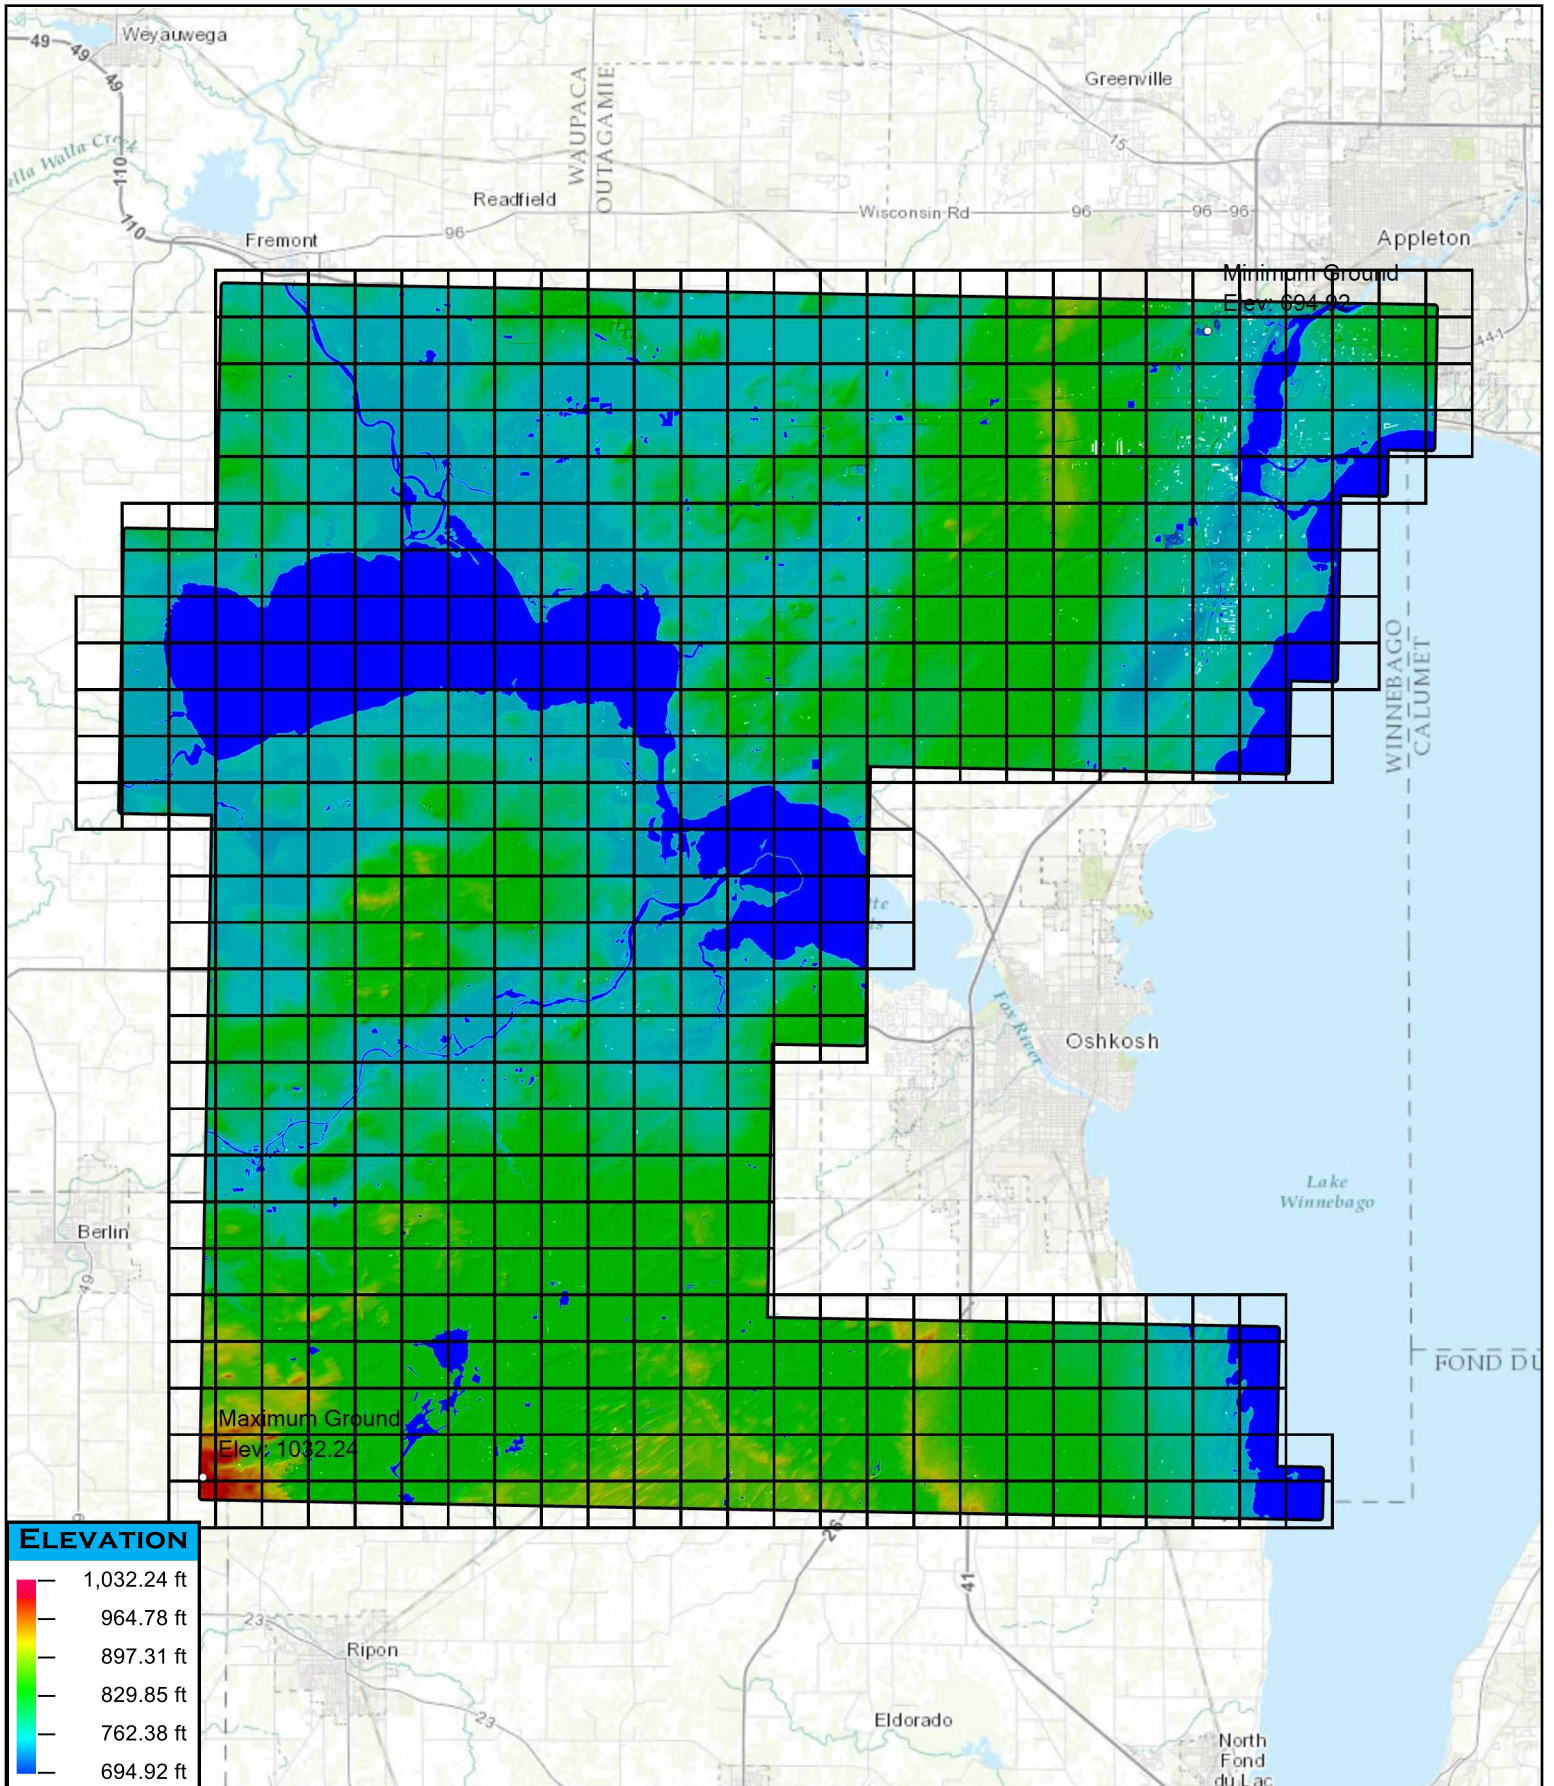 49
49
49
Weyauwega
Greenville
WAUPACA
OUTAGAMIE
15
110
Readfield
110
Wisconsin Rd
96
96
96
96
Fremont
Appleton
Minimum Ground
Elev: 694.92
441
WINNEBAGO
CALUMET
Fox River
Oshkosh
Lake
Winnebago
Berlin
49
FOND DU
Maximum Ground
Elev: 1032.24
26
41
ELEVATION
1,032.24 ft
964.78 ft
897.31 ft
829.85 ft
762.38 ft
694.92 ft
23
Ripon
23
Eldorado
North
Fond
du Lac